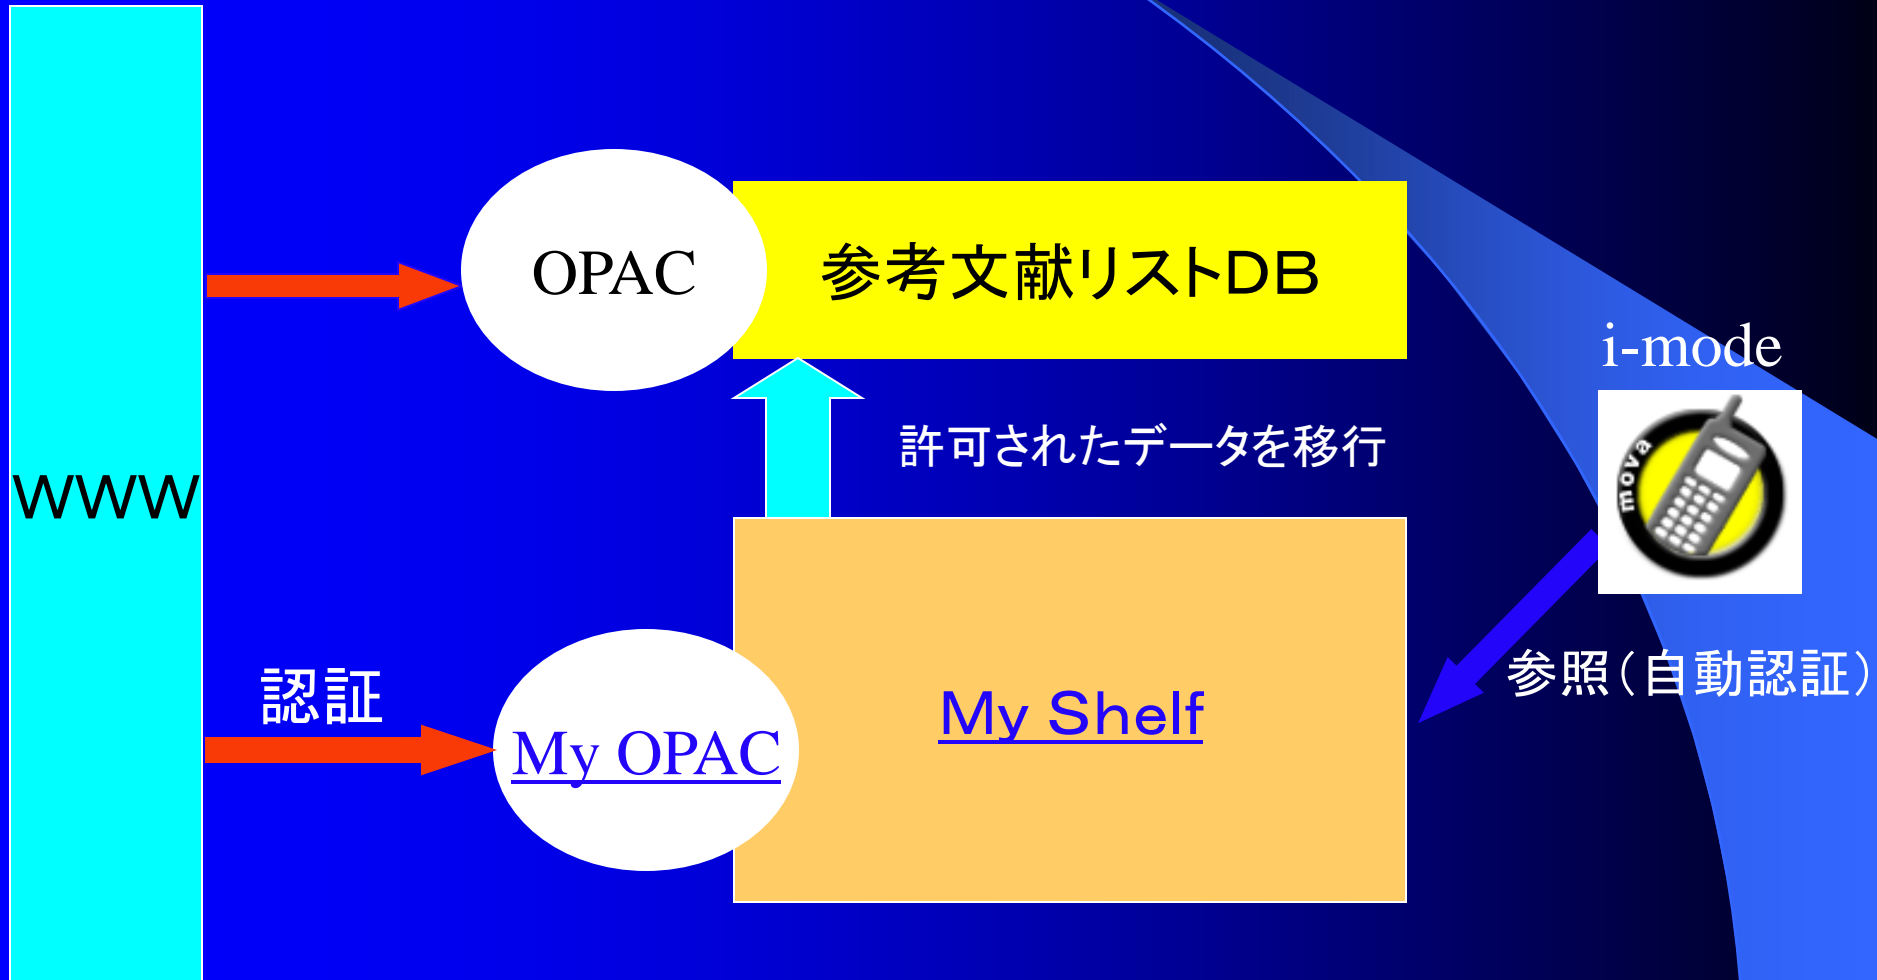 OPAC
参考文献リストDB
i-mode
許可されたデータを移行
mova
WWW
認証
My OPAC
My Shelf
参照(自動認証)